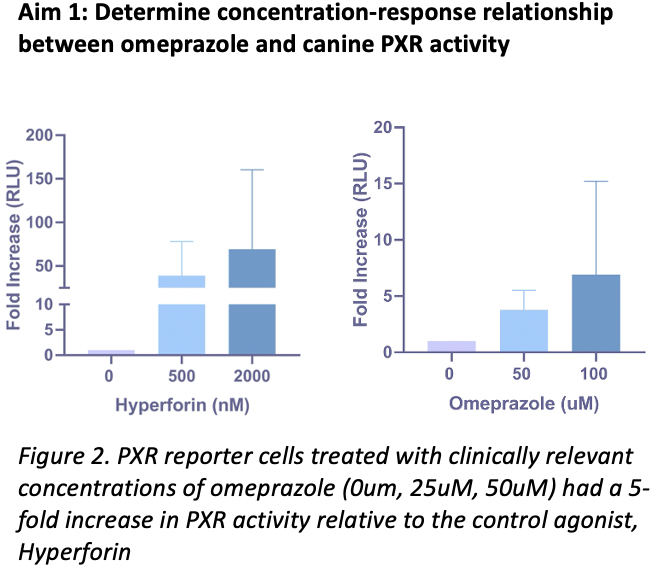 Aim 1: Determine concentration-response relationship
between omeprazole and canine PXR activity
Fold Increase (RLU)
200
150
100
50
10
5
0
0
500
2000
Hyperforin (nM)
Fold Increase (RLU)
20
15
10
5
0
0
50
100
Omeprazole (uM)
Figure 2. PXR reporter cells treated with clinically relevant
concentrations of omeprazole (0um, 25uM, 50uM) had a 5-
fold increase in PXR activity relative to the control agonist,
Hyperforin